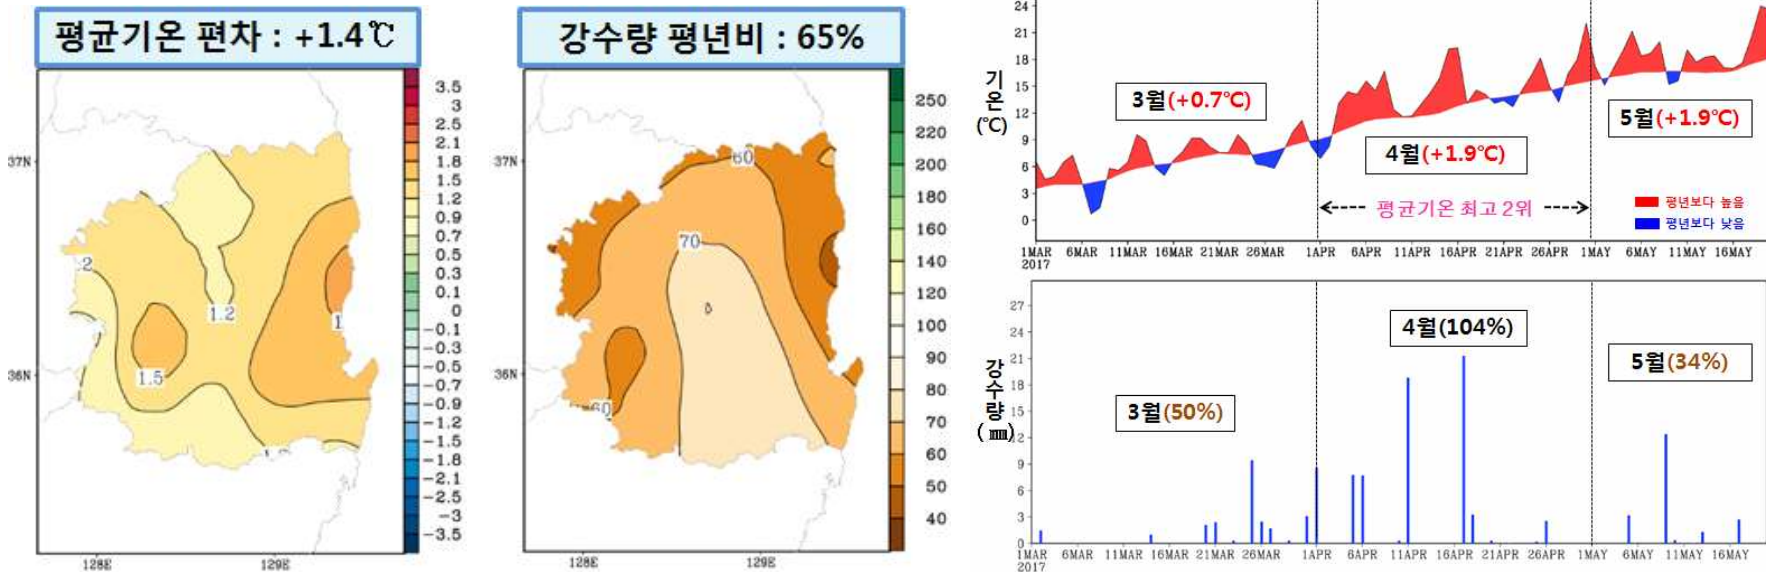 평균기온 편차 : +1.4℃
3.5
3
2.5
2.1
1.8
1.5
1.2
0.9
0.7
0.5
0.3
0.1
0
-0.1
-0.3
-0.5
-0.7
-0.9
-1.2
-1.5
-1.8
-2.1
-2.5
-3
-3.5
37N
36N
128E
129E
1.2
1.5
강수량 평년비 : 65%
250
220
200
180
160
140
120
100
90
80
70
60
50
40
37N
36N
128E
129E
60
70
60
기온(℃)
24
21
18
15
12
9
6
3
0
3월(+0.7℃)
4월(+1.9℃)
5월(+1.9℃)
평균기온 최고 2위
평년보다 높음
평년보다 낮음
1MAR 6MAR 11MAR 16MAR 21MAR 26MAR 1APR 6APR 11APR 16APR 21APR 26APR 1MAY 6MAY 11MAY 16MAY
2017
강수량(㎜)
27
24
21
18
15
12
9
6
3
0
3월(50%)
4월(104%)
5월(34%)
1MAR 6MAR 11MAR 16MAR 21MAR 26MAR 1APR 6APR 11APR 16APR 21APR 26APR 1MAY 6MAY 11MAY 16MAY
2017